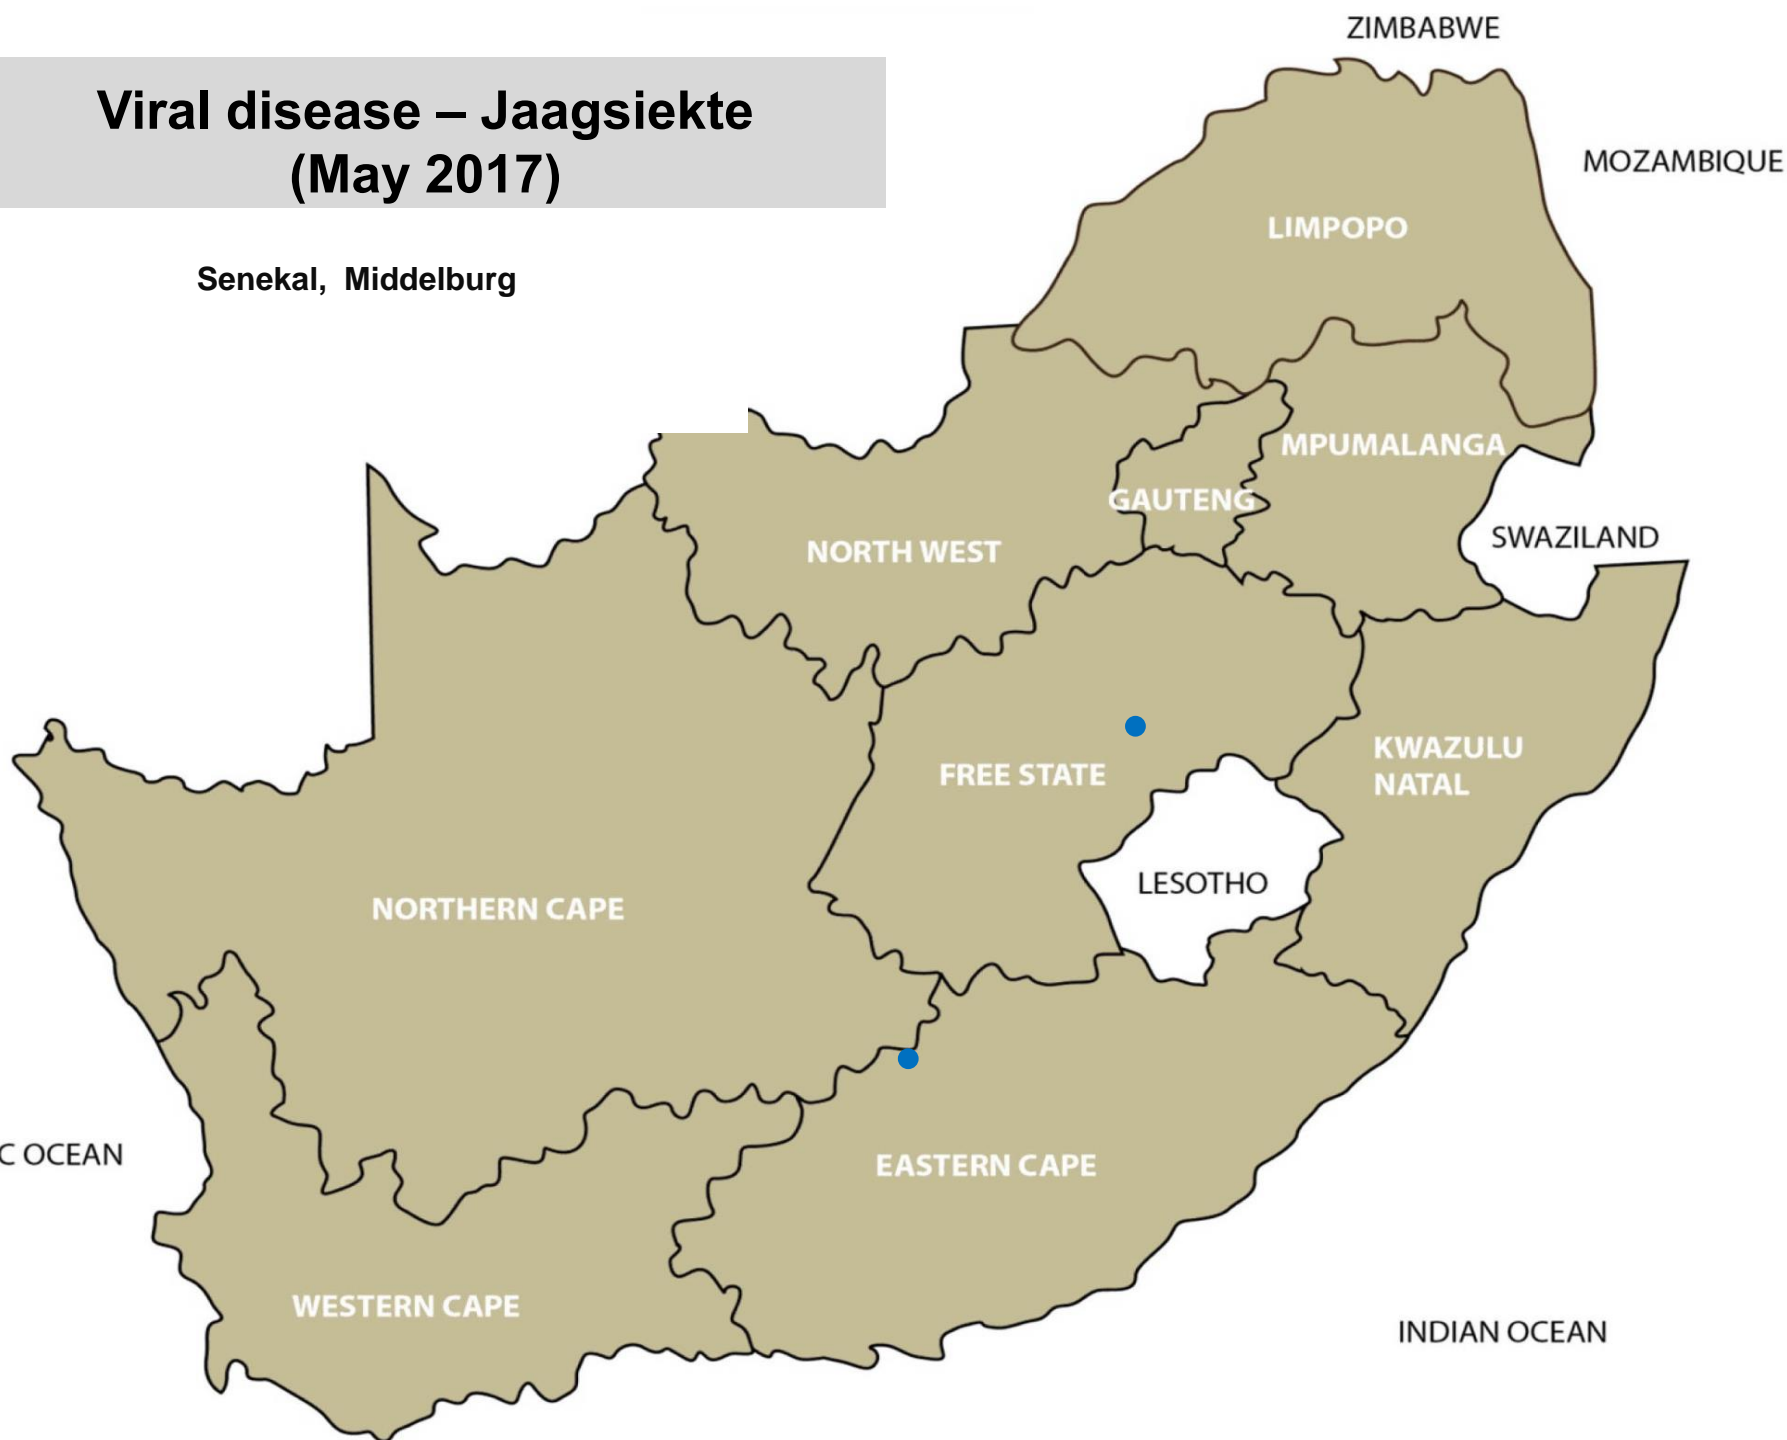 ZIMBABWE
Viral disease – Jaagsiekte
(May 2017)
MOZAMBIQUE
LIMPOPO
Senekal, Middelburg
MPUMALANGA
GAUTENG
SWAZILAND
NORTH WEST
KWAZULU
NATAL
FREE STATE
LESOTHO
NORTHERN CAPE
C OCEAN
EASTERN CAPE
WESTERN CAPE
INDIAN OCEAN